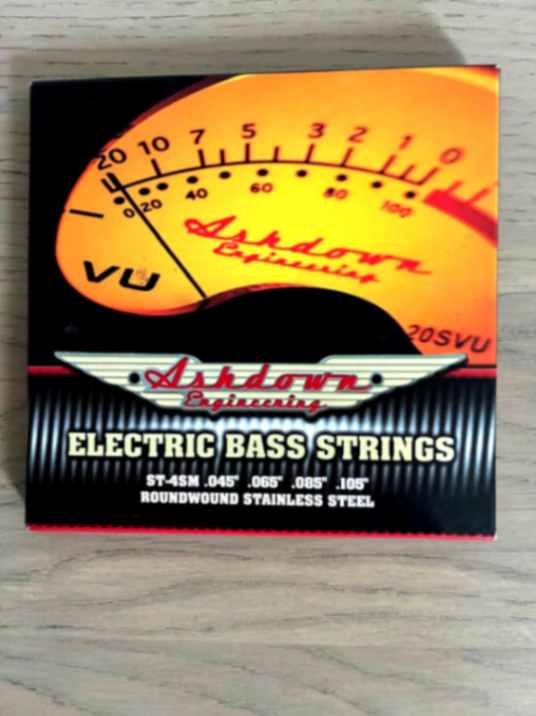 20 10 7 5 3 2 1 0
0 20 40 60 80 100
Ashdown
Engineering
VU
20SVU
Ashdown
Engineering
ELECTRIC BASS STRINGS
ST-4SM .045" .065" .085" .105"
ROUNDWOUND STAINLESS STEEL